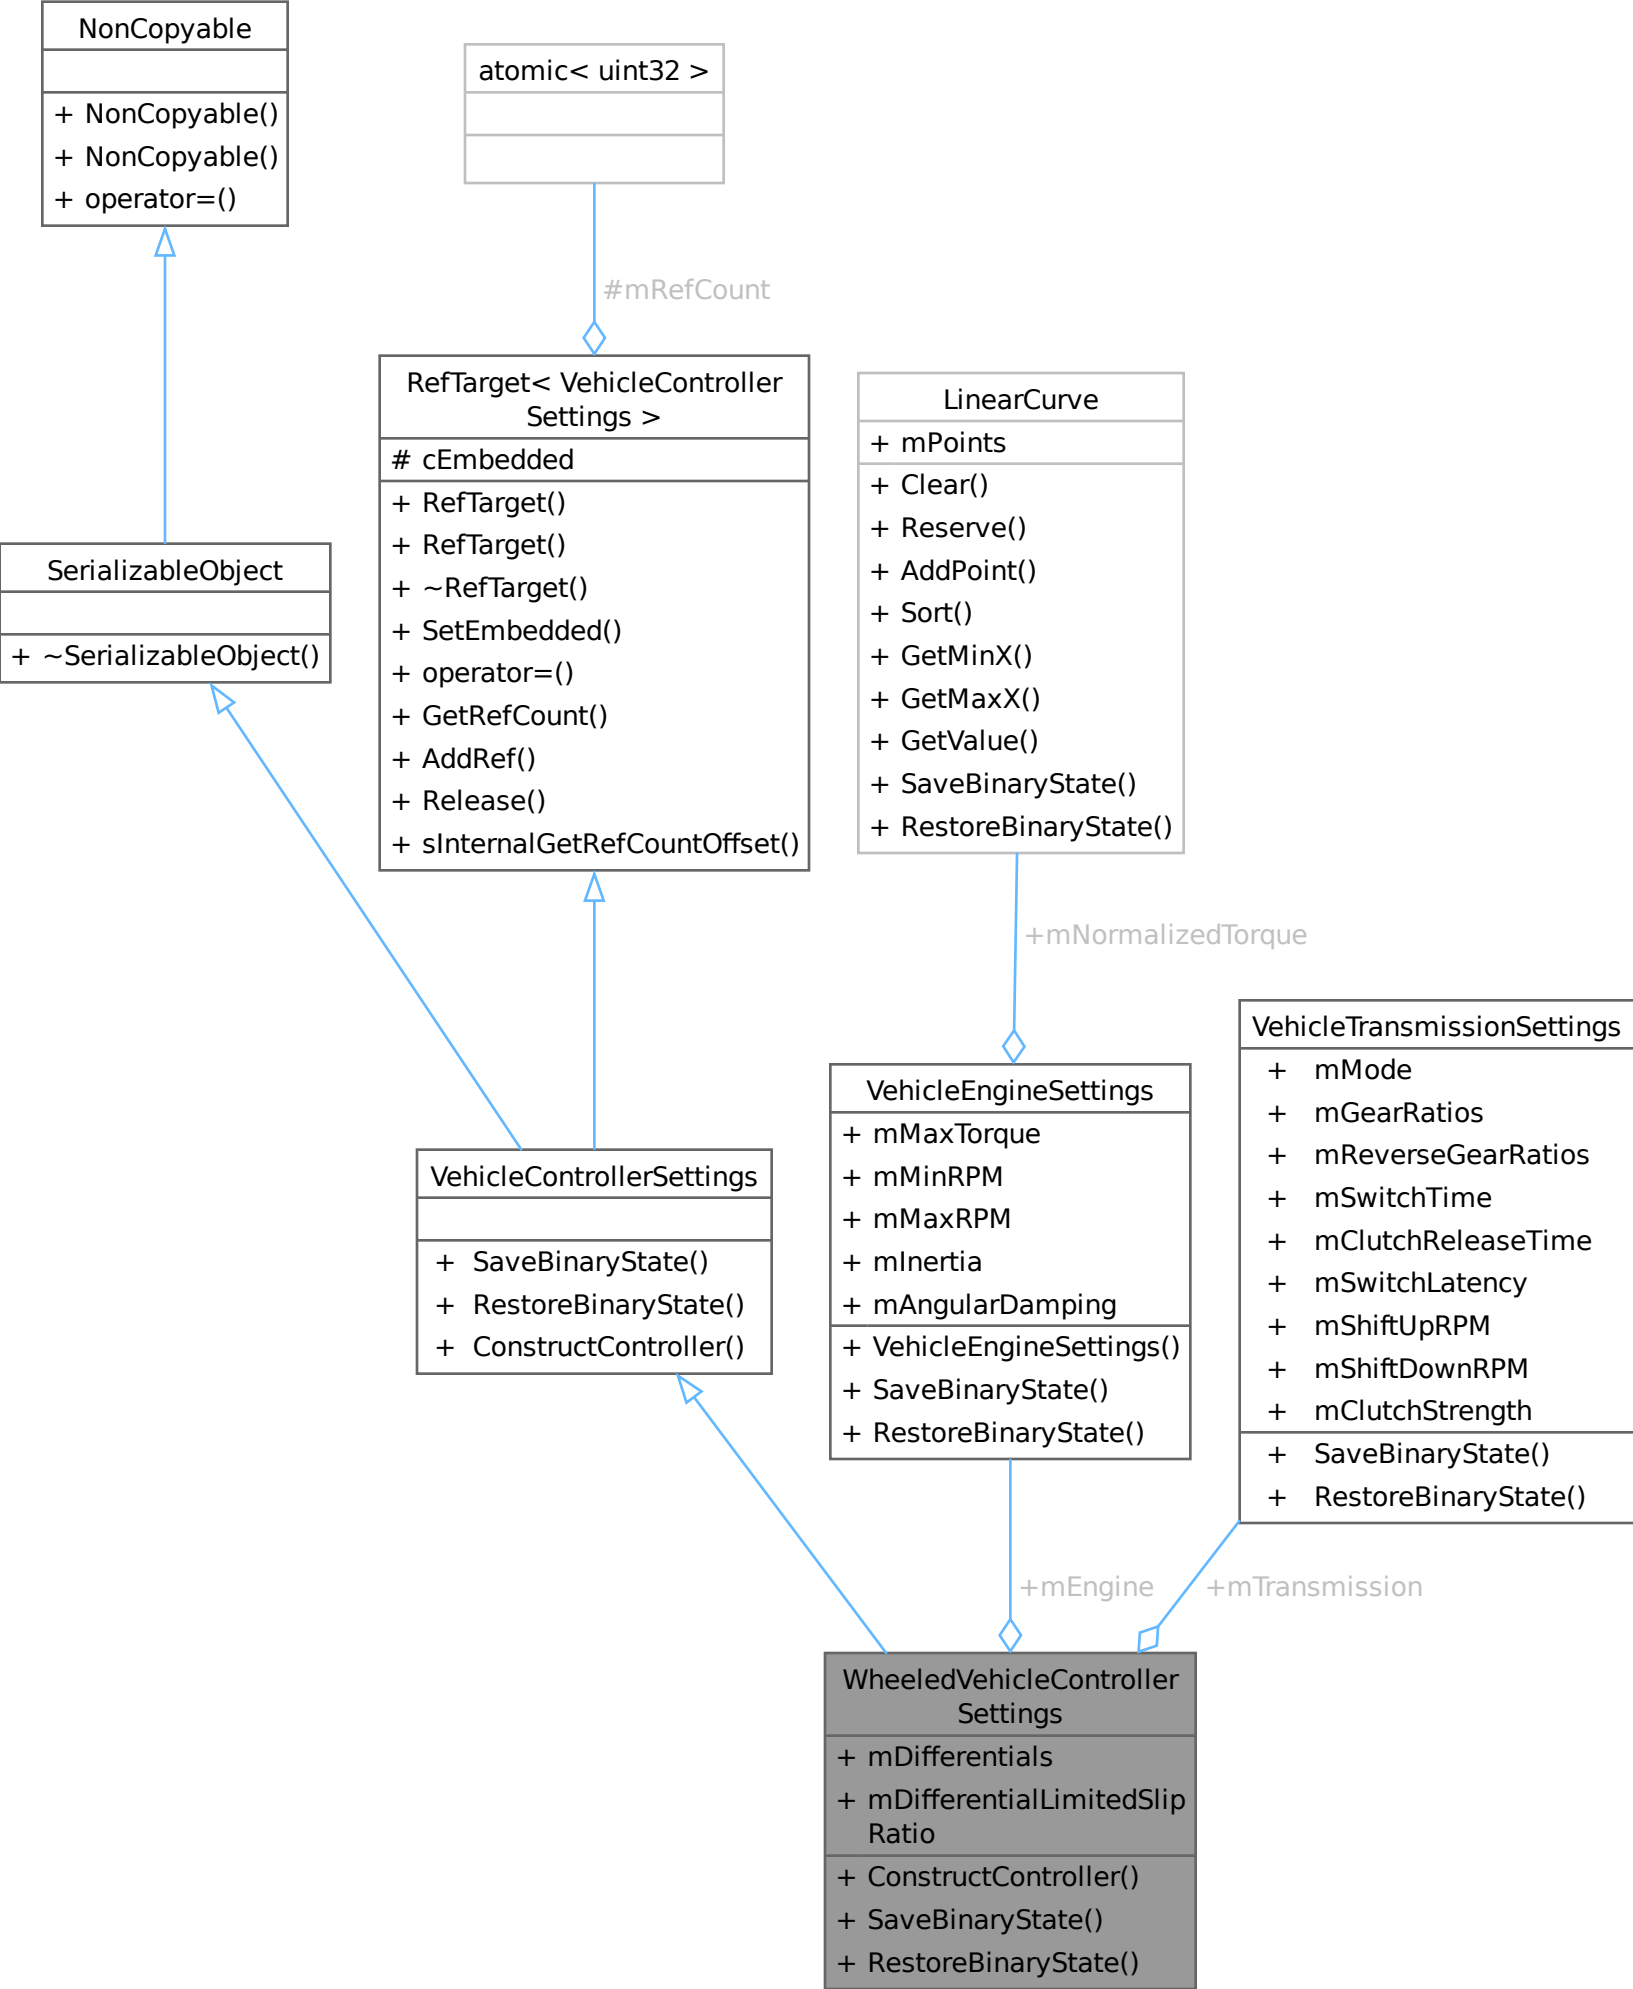 NonCopyable
+ NonCopyable()
+ NonCopyable()
+ operator=()
atomic< uint32 >
#mRefCount
RefTarget< VehicleController
Settings >
# cEmbedded
+ RefTarget()
+ RefTarget()
+ ~RefTarget()
+ SetEmbedded()
+ operator=()
+ GetRefCount()
+ AddRef()
+ Release()
+ sInternalGetRefCountOffset()
LinearCurve
+ mPoints
+ Clear()
+ Reserve()
+ AddPoint()
+ Sort()
+ GetMinX()
+ GetMaxX()
+ GetValue()
+ SaveBinaryState()
+ RestoreBinaryState()
SerializableObject
+ ~SerializableObject()
+mNormalizedTorque
VehicleControllerSettings
+ SaveBinaryState()
+ RestoreBinaryState()
+ ConstructController()
VehicleEngineSettings
+ mMaxTorque
+ mMinRPM
+ mMaxRPM
+ mInertia
+ mAngularDamping
+ VehicleEngineSettings()
+ SaveBinaryState()
+ RestoreBinaryState()
VehicleTransmissionSettings
+ mMode
+ mGearRatios
+ mReverseGearRatios
+ mSwitchTime
+ mClutchReleaseTime
+ mSwitchLatency
+ mShiftUpRPM
+ mShiftDownRPM
+ mClutchStrength
+ SaveBinaryState()
+ RestoreBinaryState()
+mEngine
+mTransmission
WheeledVehicleController
Settings
+ mDifferentials
+ mDifferentialLimitedSlip
Ratio
+ ConstructController()
+ SaveBinaryState()
+ RestoreBinaryState()